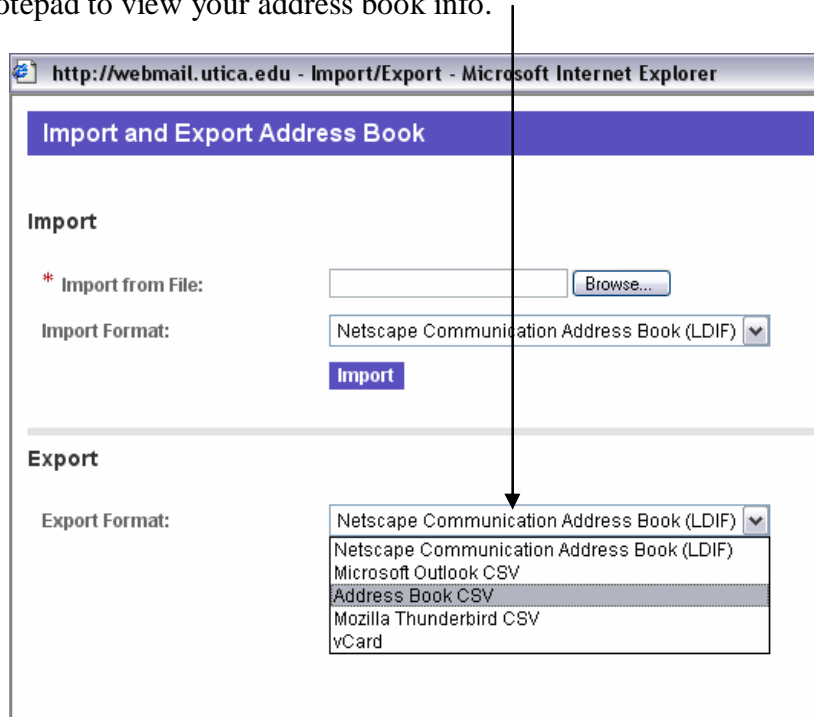 otepad to view your address book info.
http://webmail.utica.edu - Import/Export - Microsoft Internet Explorer
Import and Export Address Book
Import
* Import from File:
Browse...
Import Format:
Netscape Communication Address Book (LDIF)
Import
Export
Export Format:
Netscape Communication Address Book (LDIF)
Netscape Communication Address Book (LDIF)
Microsoft Outlook CSV
Address Book CSV
Mozilla Thunderbird CSV
vCard